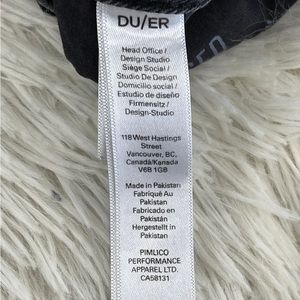 DU/ER
Head Office /
Design Studio
Siège Social /
Studio De Design
Domicilio social /
Estudio de diseño
Firmensitz /
Design-Studio
118 West Hastings
Street
Vancouver, BC,
Canada/Kanada
V6B 1G8
Made in Pakistan
Fabriqué Au
Pakistan
Fabricado en
Pakistán
Hergestellt in
Pakistan
PIMLICO
PERFORMANCE
APPAREL LTD.
CA58131